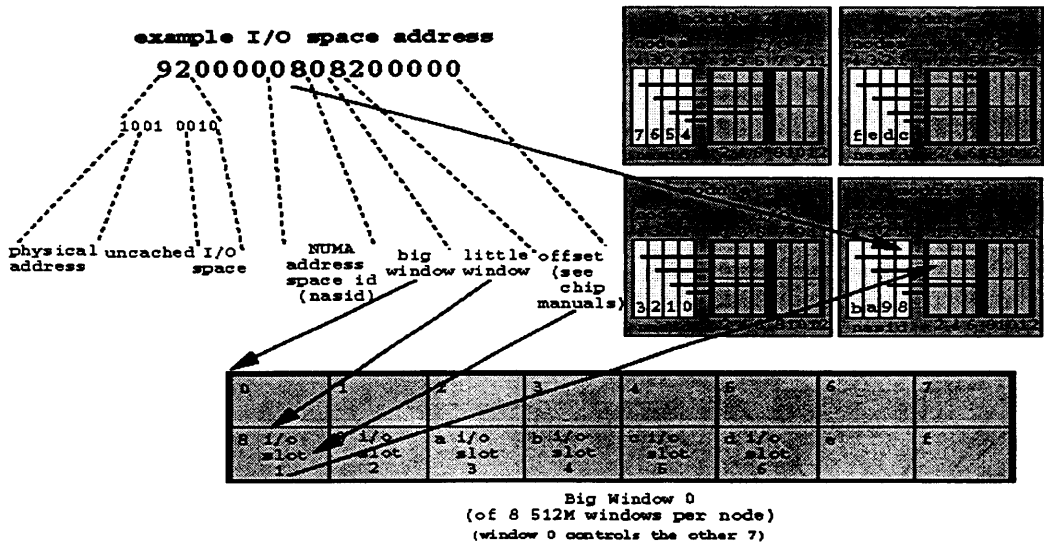 example I/O space address
9200000808200000
1001 0010
physical address
uncached
I/O space
NUMA address space id (nasid)
big window
little window
offset (see chip manuals)
7 6 5 4
f e d c
3 2 1 0
b a 9 8
0 1 2 3 4 5 6 7
8 i/o slot 1
i/o slot 2
a i/o slot 3
b i/o slot 4
c i/o slot 5
d i/o slot 6
e
f
Big Window 0
(of 8 512M windows per node)
(window 0 controls the other 7)